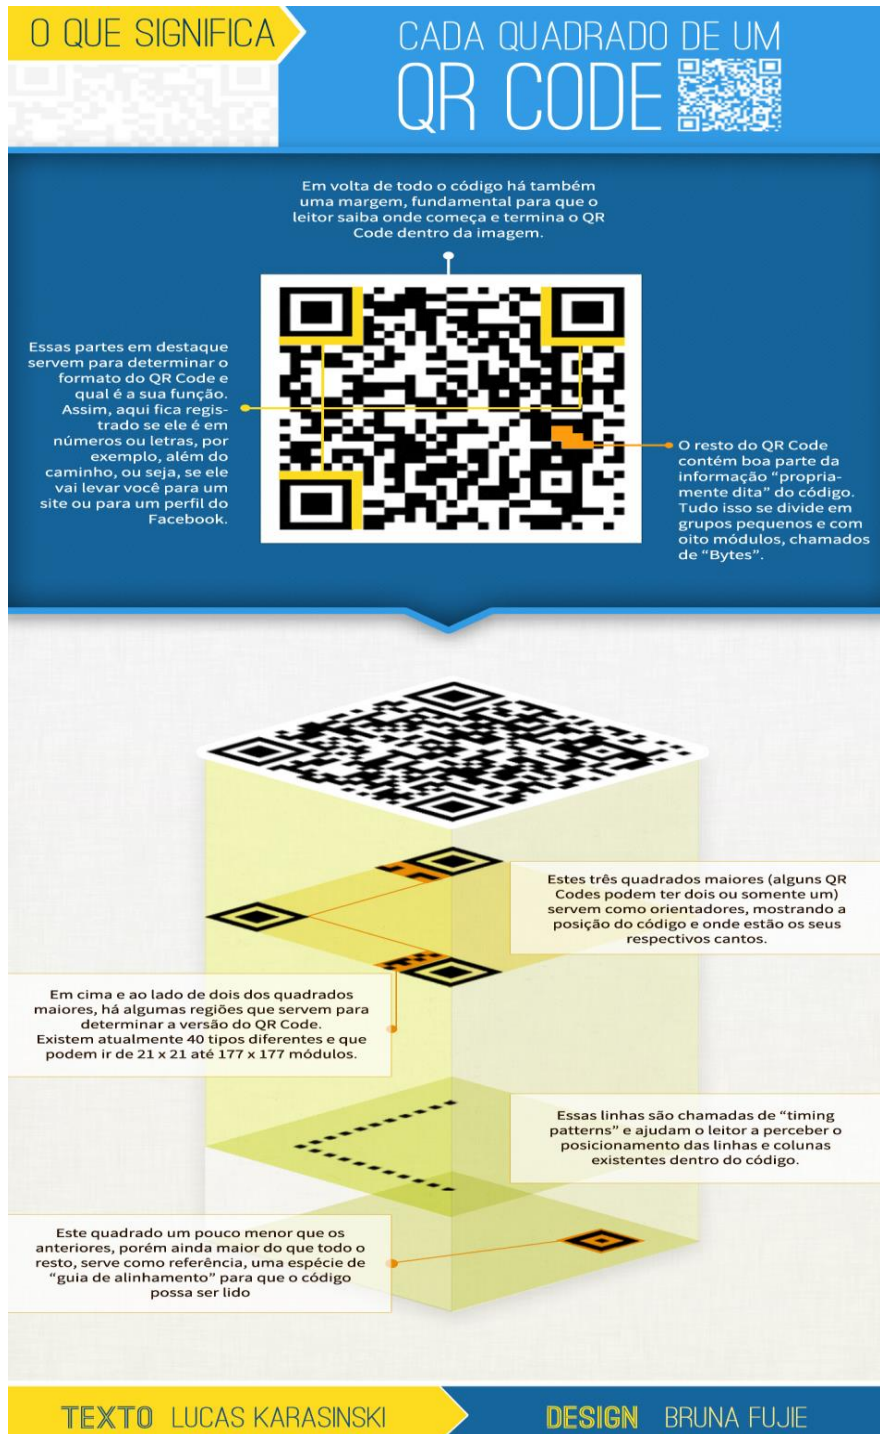 O QUE SIGNIFICA
CADA QUADRADO DE UM
QR CODE
Em volta de todo o código há também
uma margem, fundamental para que o
leitor saiba onde começa e termina o QR
Code dentro da imagem.
Essas partes em destaque
servem para determinar o
formato do QR Code e
qual é a sua função.
Assim, aqui fica regis-
trado se ele é em
números ou letras, por
exemplo, além do
caminho, ou seja, se ele
vai levar você para um
site ou para um perfil do
Facebook.
O resto do QR Code
contém boa parte da
informação “propria-
mente dita” do código.
Tudo isso se divide em
grupos pequenos e com
oito módulos, chamados
de “Bytes”.
Estes três quadrados maiores (alguns QR
Codes podem ter dois ou somente um)
servem como orientadores, mostrando a
posição do código e onde estão os seus
respectivos cantos.
Em cima e ao lado de dois dos quadrados
maiores, há algumas regiões que servem para
determinar a versão do QR Code.
Existem atualmente 40 tipos diferentes e que
podem ir de 21 x 21 até 177 x 177 módulos.
Essas linhas são chamadas de “timing
patterns” e ajudam o leitor a perceber o
posicionamento das linhas e colunas
existentes dentro do código.
Este quadrado um pouco menor que os
anteriores, porém ainda maior do que todo o
resto, serve como referência, uma espécie de
“guia de alinhamento” para que o código
possa ser lido
TEXTO LUCAS KARASINSKI
DESIGN BRUNA FUJIE